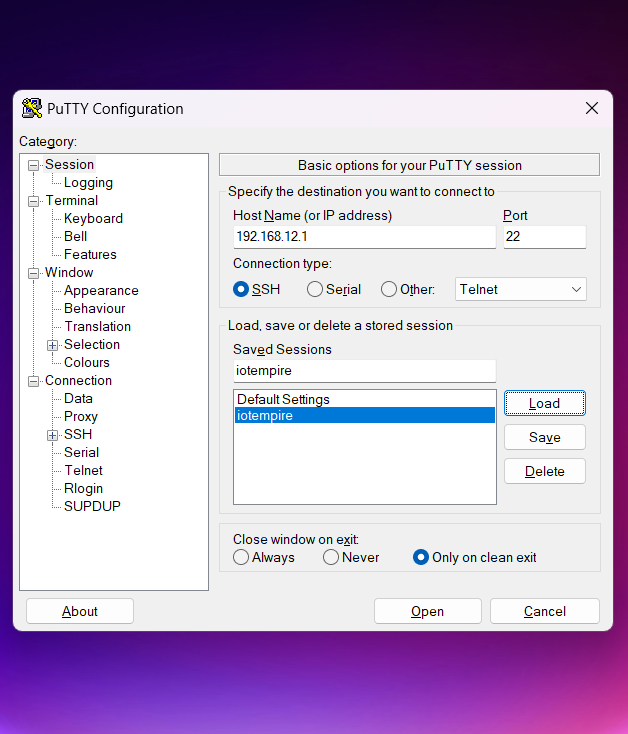 PuTTY Configuration
Category:
Session
Logging
Terminal
Keyboard
Bell
Features
Window
Appearance
Behaviour
Translation
Selection
Colours
Connection
Data
Proxy
SSH
Serial
Telnet
Rlogin
SUPDUP
Basic options for your PuTTY session
Specify the destination you want to connect to
Host Name (or IP address) Port
192.168.12.1 22
Connection type:
SSH Serial Other: Telnet
Load, save or delete a stored session
Saved Sessions
iotempire
Default Settings
iotempire
Load
Save
Delete
Close window on exit:
Always Never Only on clean exit
About Open Cancel